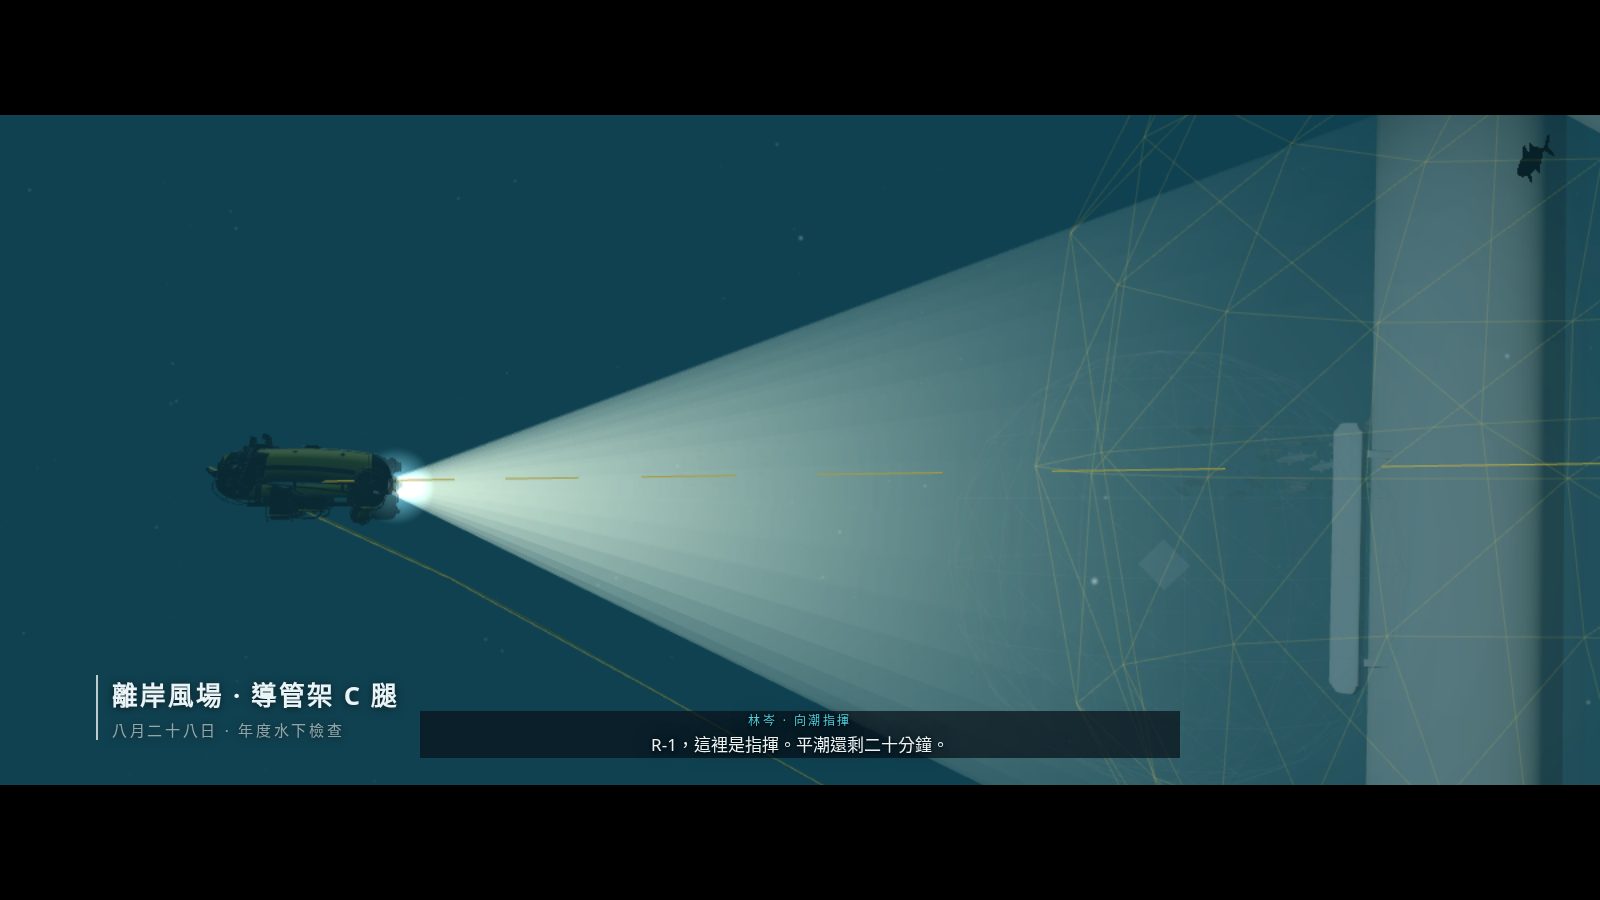 離岸風場 · 導管架 C 腿
八月二十八日 · 年度水下檢查
林岑 · 向潮指揮
R-1，這裡是指揮。平潮還剩二十分鐘。